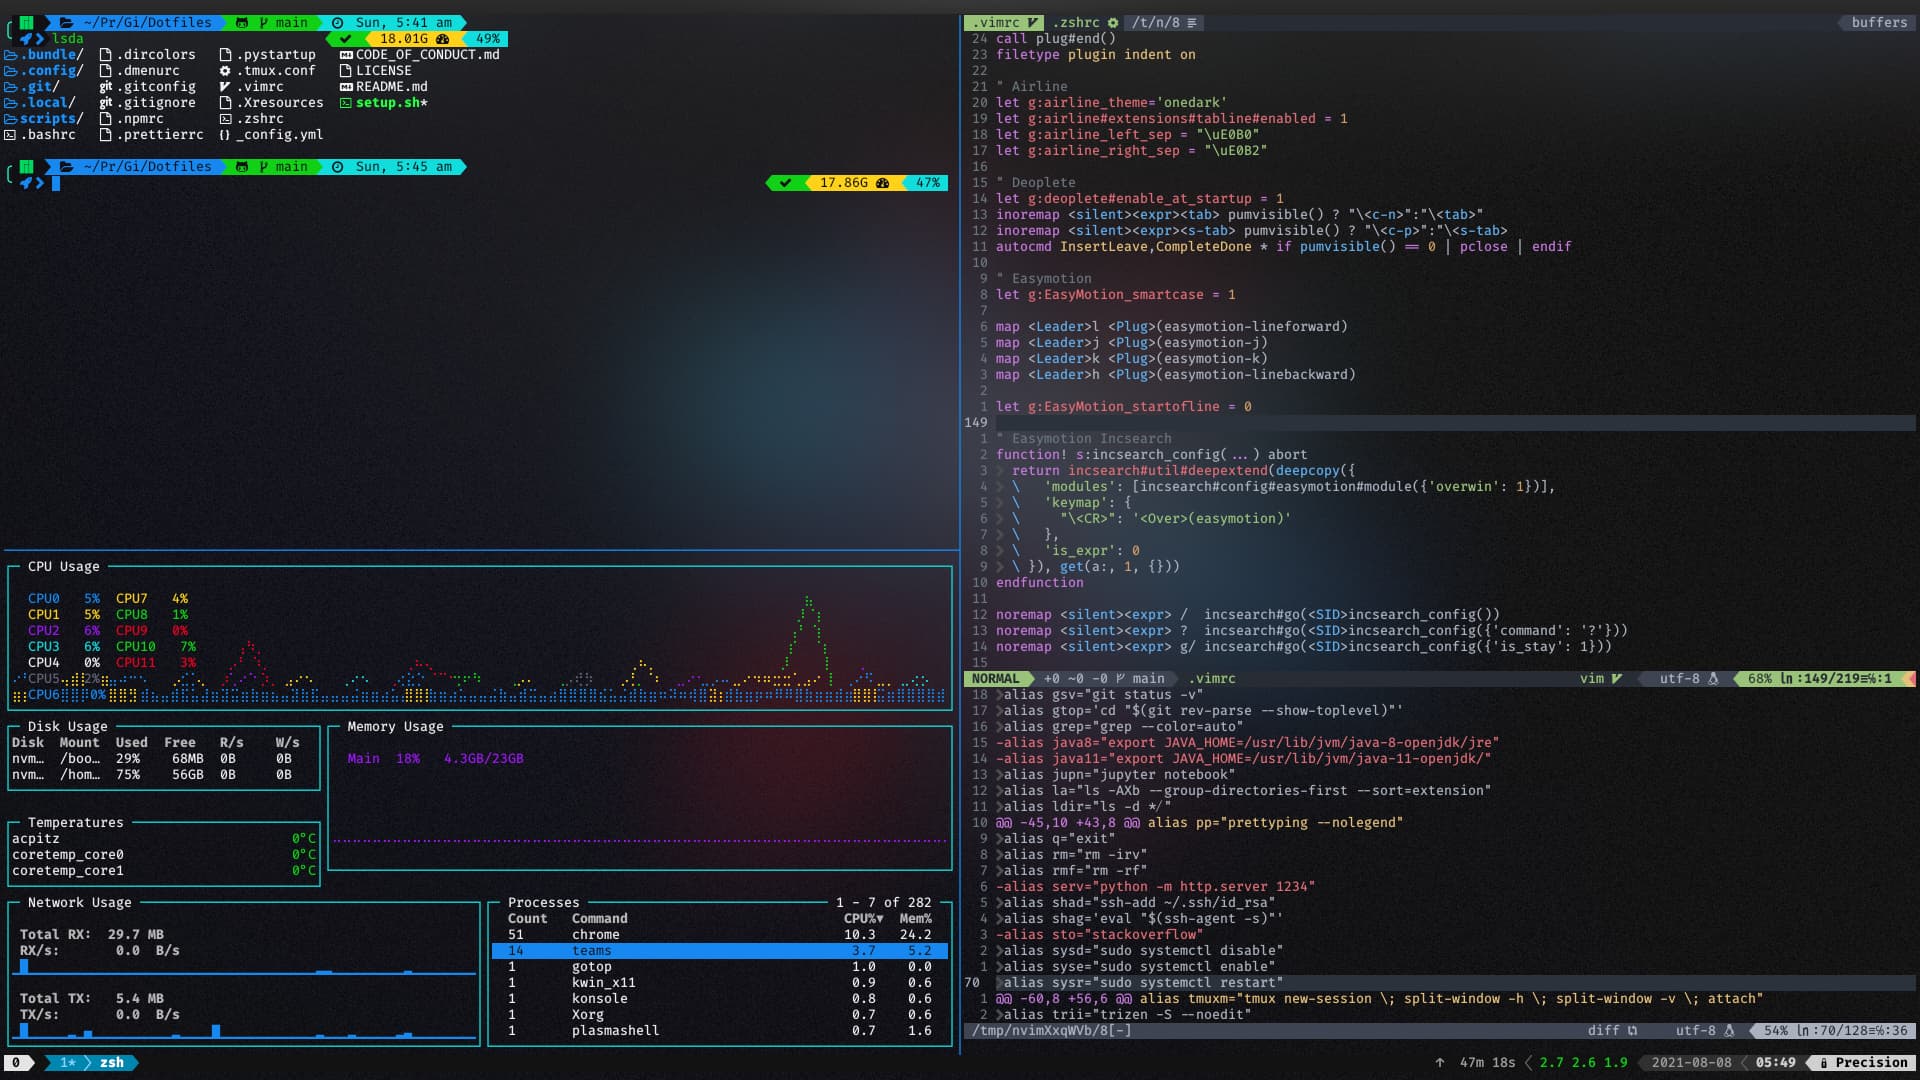 ~/Pr/Gi/Dotfiles main Sun, 5:41 am
lsda 18.01G 49%
.bundle/ .dircolors .pystartup CODE_OF_CONDUCT.md
.config/ .dmenurc .tmux.conf LICENSE
.git/ .gitconfig .vimrc README.md
.local/ .gitignore .Xresources setup.sh*
scripts/ .npmrc .zshrc
.bashrc .prettierrc _config.yml
~/Pr/Gi/Dotfiles main Sun, 5:45 am
17.86G 47%
CPU Usage
CPU0 5% CPU7 4%
CPU1 5% CPU8 1%
CPU2 6% CPU9 0%
CPU3 6% CPU10 7%
CPU4 0% CPU11 3%
CPU5 2%
CPU6 0%
Disk Usage
Disk Mount Used Free R/s W/s
nvm… /boo… 29% 68MB 0B 0B
nvm… /hom… 75% 56GB 0B 0B
Memory Usage
Main 18% 4.3GB/23GB
Temperatures
acpitz 0°C
coretemp_core0 0°C
coretemp_core1 0°C
Network Usage
Total RX: 29.7 MB
RX/s: 0.0 B/s
Total TX: 5.4 MB
TX/s: 0.0 B/s
Processes 1 - 7 of 282
Count Command CPU%▼ Mem%
51 chrome 10.3 24.2
14 teams 3.7 5.2
1 gotop 1.0 0.0
1 kwin_x11 0.9 0.6
1 konsole 0.8 0.6
1 Xorg 0.7 0.6
1 plasmashell 0.7 1.6
.vimrc .zshrc /t/n/8 buffers
24 call plug#end()
23 filetype plugin indent on
22
21 " Airline
20 let g:airline_theme='onedark'
19 let g:airline#extensions#tabline#enabled = 1
18 let g:airline_left_sep = "\uE0B0"
17 let g:airline_right_sep = "\uE0B2"
16
15 " Deoplete
14 let g:deoplete#enable_at_startup = 1
13 inoremap <silent><expr><tab> pumvisible() ? "\<c-n>":"\<tab>"
12 inoremap <silent><expr><s-tab> pumvisible() ? "\<c-p>":"\<s-tab>
11 autocmd InsertLeave,CompleteDone * if pumvisible() == 0 | pclose | endif
10
9 " Easymotion
8 let g:EasyMotion_smartcase = 1
7
6 map <Leader>l <Plug>(easymotion-lineforward)
5 map <Leader>j <Plug>(easymotion-j)
4 map <Leader>k <Plug>(easymotion-k)
3 map <Leader>h <Plug>(easymotion-linebackward)
2
1 let g:EasyMotion_startofline = 0
149
1 " Easymotion Incsearch
2 function! s:incsearch_config(...) abort
3 return incsearch#util#deepextend(deepcopy({
4 \ 'modules': [incsearch#config#easymotion#module({'overwin': 1})],
5 \ 'keymap': {
6 \ "\<CR>": '<Over>(easymotion)'
7 \ },
8 \ 'is_expr': 0
9 \ }), get(a:, 1, {}))
10 endfunction
11
12 noremap <silent><expr> / incsearch#go(<SID>incsearch_config())
13 noremap <silent><expr> ? incsearch#go(<SID>incsearch_config({'command': '?'}))
14 noremap <silent><expr> g/ incsearch#go(<SID>incsearch_config({'is_stay': 1}))
15
NORMAL +0 ~0 -0 main .vimrc vim utf-8 68% ln:149/219≡℅:1
18 alias gsv="git status -v"
17 alias gtop='cd "$(git rev-parse --show-toplevel)"'
16 alias grep="grep --color=auto"
15 -alias java8="export JAVA_HOME=/usr/lib/jvm/java-8-openjdk/jre"
14 -alias java11="export JAVA_HOME=/usr/lib/jvm/java-11-openjdk/"
13 alias jupn="jupyter notebook"
12 alias la="ls -AXb --group-directories-first --sort=extension"
11 alias ldir="ls -d */"
10 @@ -45,10 +43,8 @@ alias pp="prettyping --nolegend"
9 alias q="exit"
8 alias rm="rm -irv"
7 alias rmf="rm -rf"
6 -alias serv="python -m http.server 1234"
5 alias shad="ssh-add ~/.ssh/id_rsa"
4 alias shag='eval "$(ssh-agent -s)"'
3 -alias sto="stackoverflow"
2 alias sysd="sudo systemctl disable"
1 alias syse="sudo systemctl enable"
70 alias sysr="sudo systemctl restart"
1 @@ -60,8 +56,6 @@ alias tmuxm="tmux new-session \; split-window -h \; split-window -v \; attach"
2 alias trii="trizen -S --noedit"
/tmp/nvimXxqWVb/8[-] diff utf-8 54% ln:70/128≡℅:36
0 1* zsh ↑ 47m 18s 2.7 2.6 1.9 2021-08-08 05:49 Precision